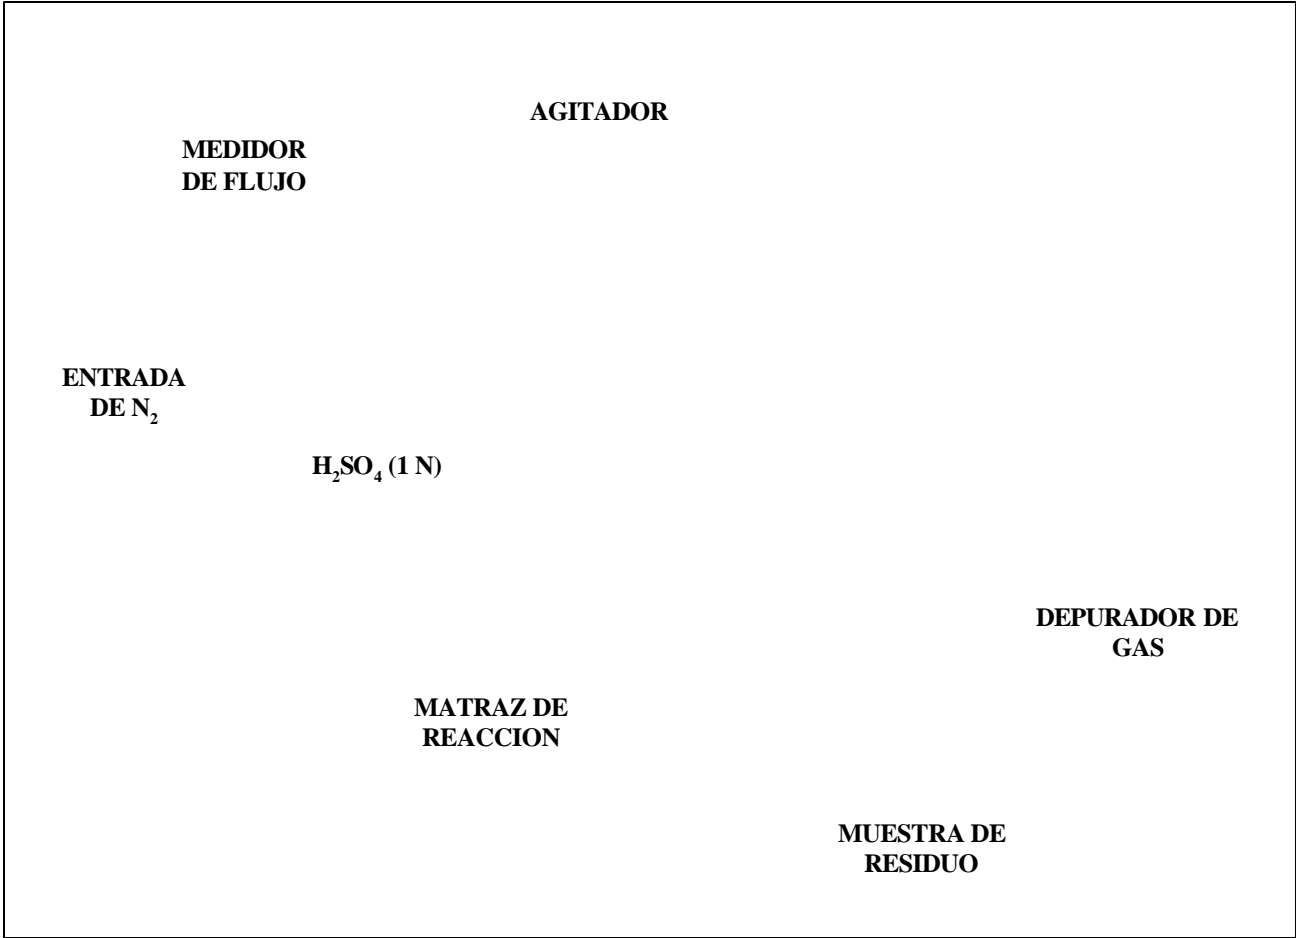 AGITADOR
MEDIDOR
DE FLUJO
ENTRADA
DE N₂
H₂SO₄ (1 N)
DEPURADOR DE
GAS
MATRAZ DE
REACCION
MUESTRA DE
RESIDUO